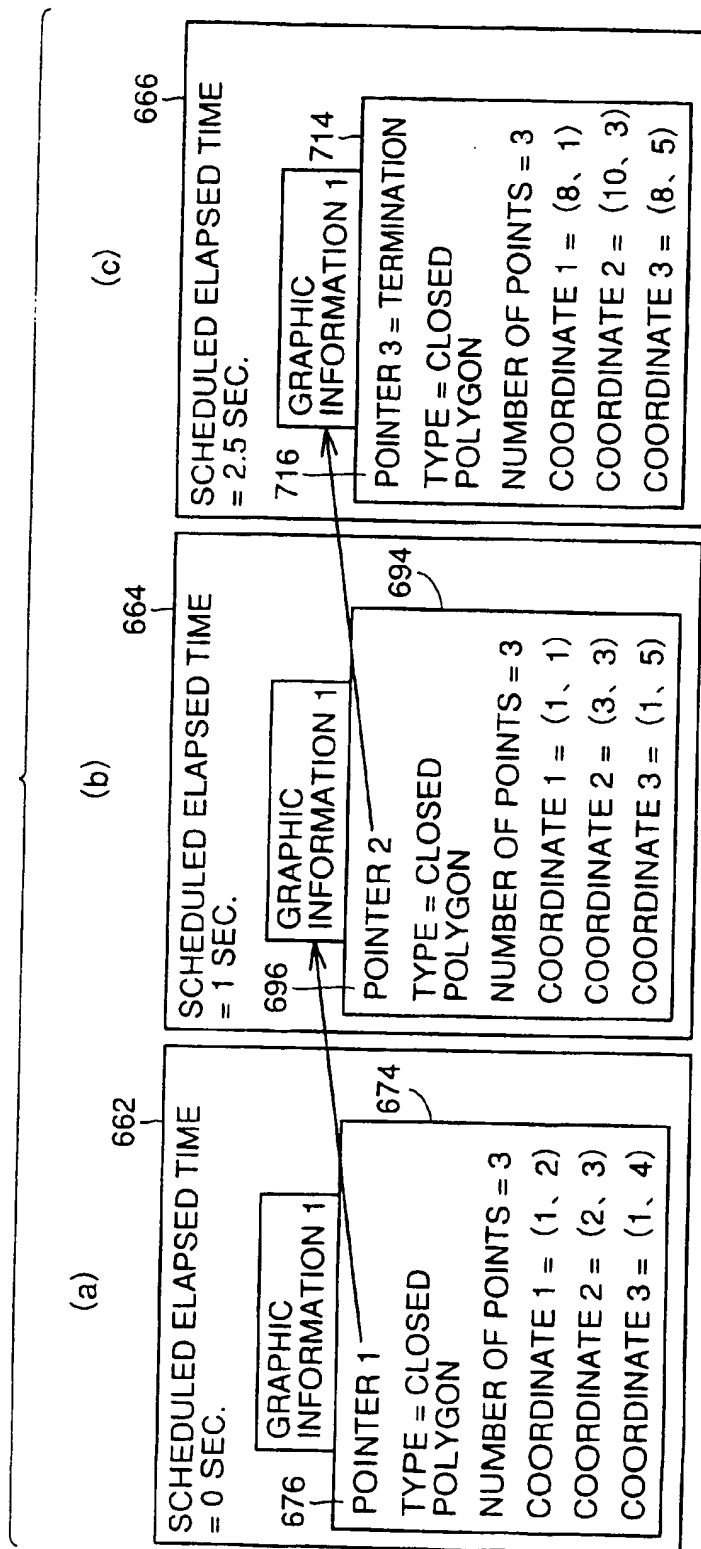 (a)
662
SCHEDULED ELAPSED TIME
= 0 SEC.
GRAPHIC
INFORMATION 1
676
674
POINTER 1
TYPE = CLOSED
POLYGON
NUMBER OF POINTS = 3
COORDINATE 1 = (1、2)
COORDINATE 2 = (2、3)
COORDINATE 3 = (1、4)
(b)
664
SCHEDULED ELAPSED TIME
= 1 SEC.
GRAPHIC
INFORMATION 1
696
694
POINTER 2
TYPE = CLOSED
POLYGON
NUMBER OF POINTS = 3
COORDINATE 1 = (1、1)
COORDINATE 2 = (3、3)
COORDINATE 3 = (1、5)
(c)
666
SCHEDULED ELAPSED TIME
= 2.5 SEC.
GRAPHIC
INFORMATION 1
716
714
POINTER 3 = TERMINATION
TYPE = CLOSED
POLYGON
NUMBER OF POINTS = 3
COORDINATE 1 = (8、1)
COORDINATE 2 = (10、3)
COORDINATE 3 = (8、5)